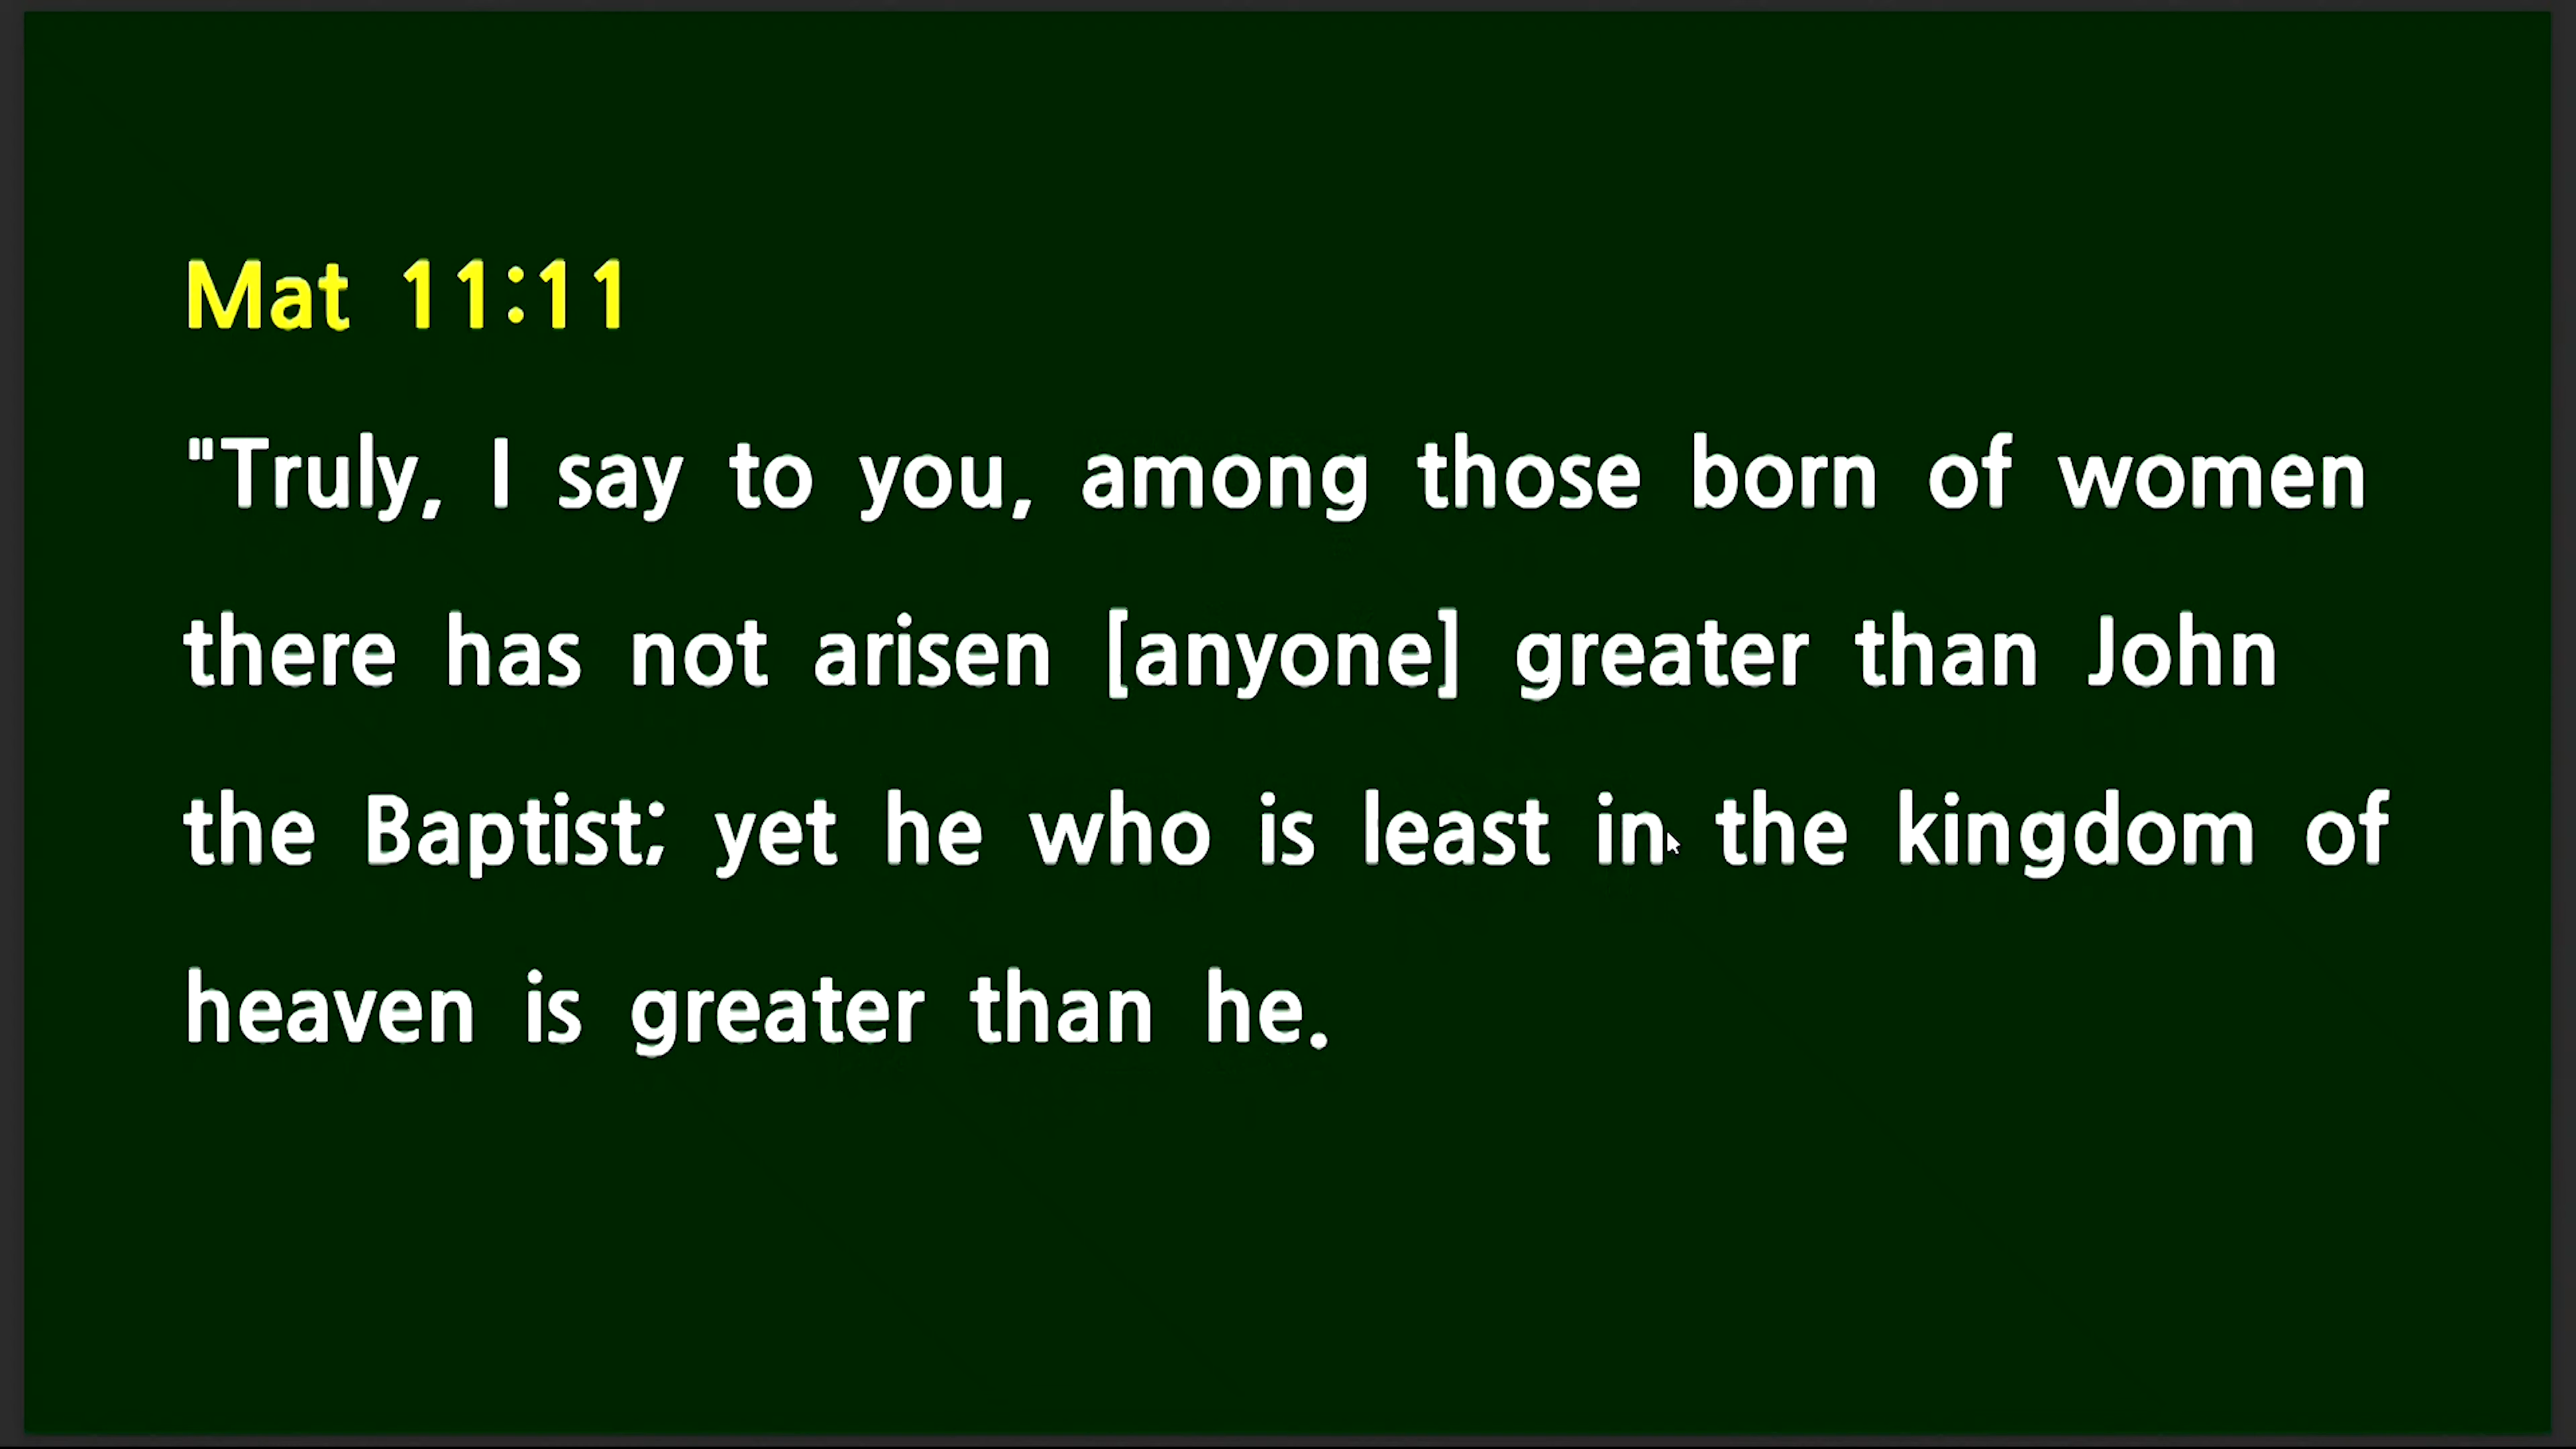 Mat 11:11
"Truly, I say to you, among those born of women
there has not arisen [anyone] greater than John
the Baptist; yet he who is least in the kingdom of
heaven is greater than he.